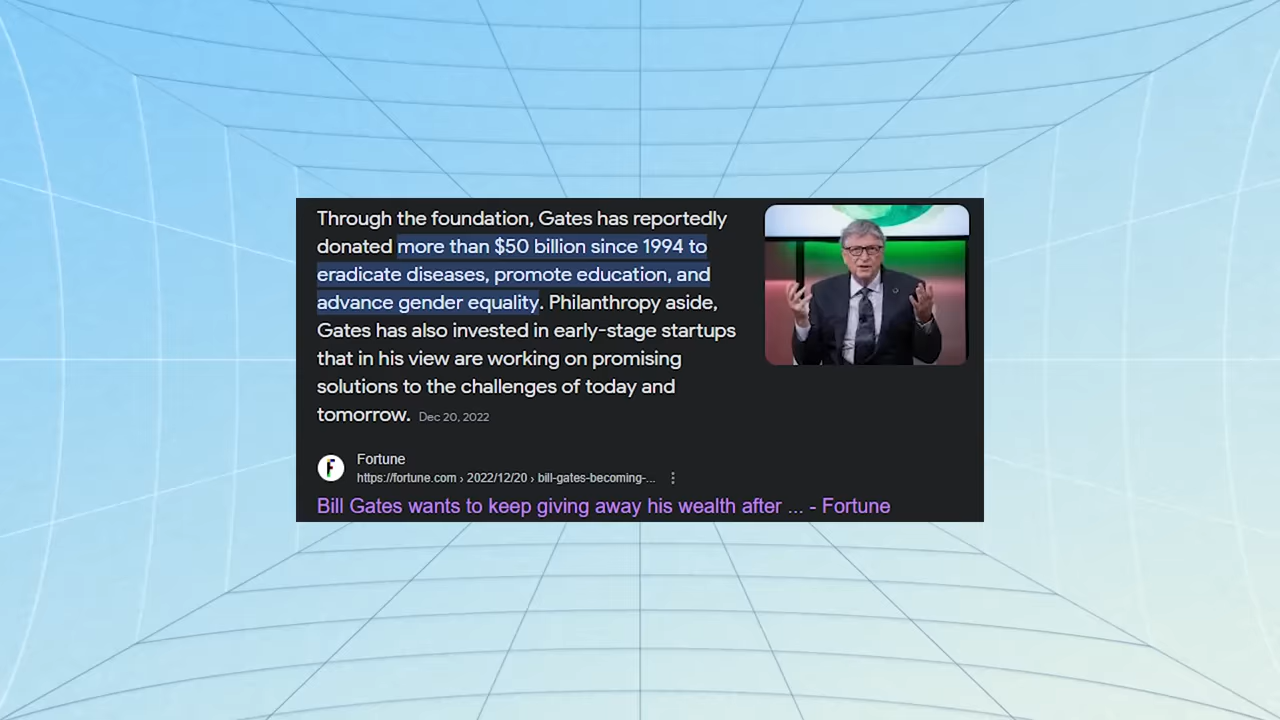 Through the foundation, Gates has reportedly
donated more than $50 billion since 1994 to
eradicate diseases, promote education, and
advance gender equality. Philanthropy aside,
Gates has also invested in early-stage startups
that in his view are working on promising
solutions to the challenges of today and
tomorrow. Dec 20, 2022
F
Fortune
https://fortune.com › 2022/12/20 › bill-gates-becoming-...
Bill Gates wants to keep giving away his wealth after ... - Fortune